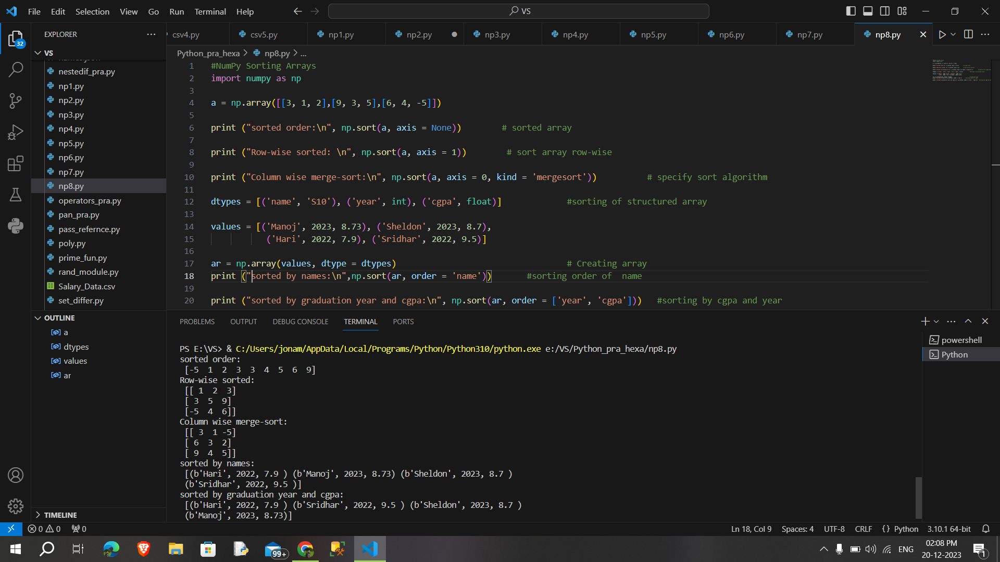 File Edit Selection View Go Run Terminal Help
VS
EXPLORER
csv4.py csv5.py np1.py np2.py np3.py np4.py np5.py np6.py np7.py np8.py
32
VS
Python_pra_hexa > np8.py > ...
nestedif_pra.py
np1.py
np2.py
np3.py
np4.py
np5.py
np6.py
np7.py
np8.py
operators_pra.py
pan_pra.py
pass_refernce.py
poly.py
prime_fun.py
rand_module.py
Salary_Data.csv
set_differ.py
OUTLINE
a
dtypes
values
ar
TIMELINE
1 #NumPy Sorting Arrays
2 import numpy as np
3
4 a = np.array([[3, 1, 2],[9, 3, 5],[6, 4, -5]])
5
6 print ("sorted order:\n", np.sort(a, axis = None)) # sorted array
7
8 print ("Row-wise sorted: \n", np.sort(a, axis = 1)) # sort array row-wise
9
10 print ("Column wise merge-sort:\n", np.sort(a, axis = 0, kind = 'mergesort')) # specify sort algorithm
11
12 dtypes = [('name', 'S10'), ('year', int), ('cgpa', float)] #sorting of structured array
13
14 values = [('Manoj', 2023, 8.73), ('Sheldon', 2023, 8.7),
15 ('Hari', 2022, 7.9), ('Sridhar', 2022, 9.5)]
16
17 ar = np.array(values, dtype = dtypes) # Creating array
18 print ("sorted by names:\n",np.sort(ar, order = 'name')) #sorting order of  name
19
20 print ("sorted by graduation year and cgpa:\n", np.sort(ar, order = ['year', 'cgpa'])) #sorting by cgpa and year
PROBLEMS OUTPUT DEBUG CONSOLE TERMINAL PORTS
powershell
Python
PS E:\VS> & C:/Users/jonam/AppData/Local/Programs/Python/Python310/python.exe e:/VS/Python_pra_hexa/np8.py
sorted order:
[-5 1 2 3 3 4 5 6 9]
Row-wise sorted:
[[ 1 2 3]
[ 3 5 9]
[-5 4 6]]
Column wise merge-sort:
[[ 3 1 -5]
[ 6 3 2]
[ 9 4 5]]
sorted by names:
[(b'Hari', 2022, 7.9 ) (b'Manoj', 2023, 8.73) (b'Sheldon', 2023, 8.7 )
(b'Sridhar', 2022, 9.5 )]
sorted by graduation year and cgpa:
[(b'Hari', 2022, 7.9 ) (b'Sridhar', 2022, 9.5 ) (b'Sheldon', 2023, 8.7 )
(b'Manoj', 2023, 8.73)]
0 0 0
Ln 18, Col 9 Spaces: 4 UTF-8 CRLF {} Python 3.10.1 64-bit
99+
ENG
02:08 PM
20-12-2023
1